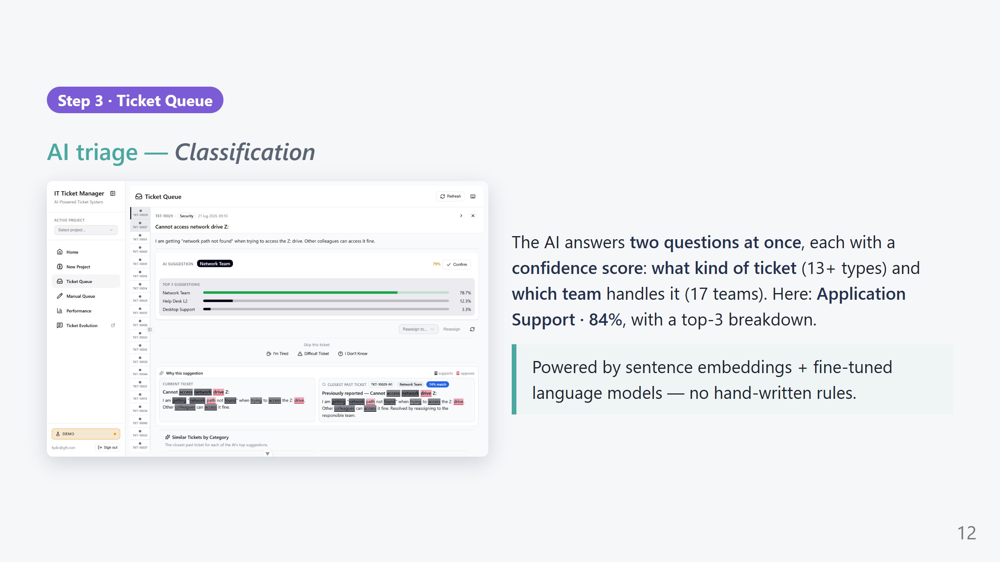 Step 3 · Ticket Queue
AI triage — Classification
IT Ticket Manager
AI-Powered Ticket System
ACTIVE PROJECT
Select project...
Home
New Project
Ticket Queue
Manual Queue
Performance
Ticket Evolution
DEMO
fpdo@gft.com
Sign out
Ticket Queue
Refresh
TKT-10029
TKT-10007
TKT-10001
TKT-10043
TKT-10041
TKT-10016
TKT-10014
TKT-10024
TKT-10035
TKT-10006
TKT-10032
TKT-10010
TKT-10039
TKT-10044
TKT-10021
TKT-10013
TKT-10034
TKT-10049
TKT-10020
TKT-10037
TKT-10029 · Security 21 lug 2026, 09:10
Cannot access network drive Z:
I am getting "network path not found" when trying to access the Z: drive. Other colleagues can access it fine.
AI SUGGESTION Network Team 79% Confirm
TOP 3 SUGGESTIONS
Network Team 78.7%
Help Desk L2 12.3%
Desktop Support 3.3%
Reassign to... Reassign
Skip this ticket:
I'm Tired Difficult Ticket I Don't Know
Why this suggestion supports opposes
CURRENT TICKET
Cannot access network drive Z:
I am getting "network path not found" when trying to access the Z: drive.
Other colleagues can access it fine.
CLOSEST PAST TICKET TKT-10029-N1 Network Team 74% match
Previously reported — Cannot access network drive Z:
I am getting "network path not found" when trying to access the Z: drive.
Other colleagues can access it fine. Resolved by reassigning to the
responsible team.
Similar Tickets by Category
The closest past ticket for each of the AI's top suggestions.
The AI answers two questions at once, each with a
confidence score: what kind of ticket (13+ types) and
which team handles it (17 teams). Here: Application
Support · 84%, with a top-3 breakdown.
Powered by sentence embeddings + fine-tuned
language models — no hand-written rules.
12